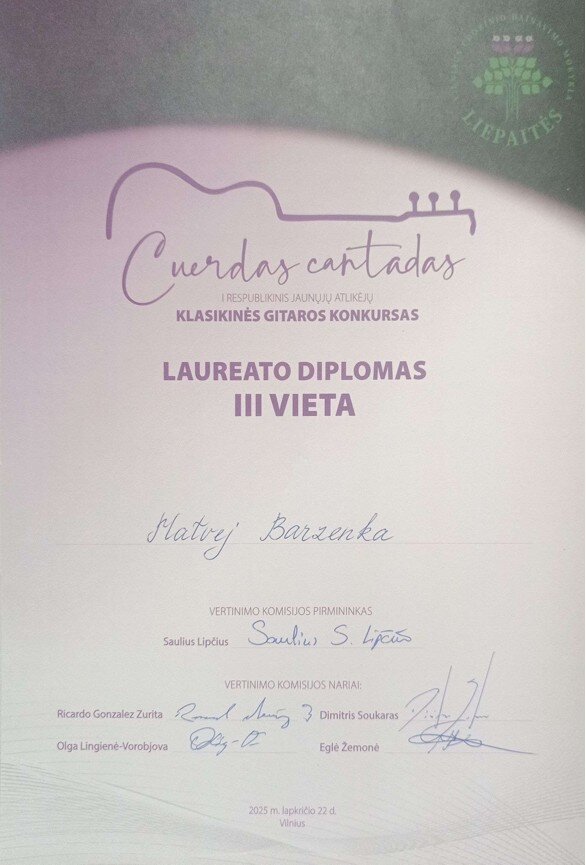 LIEPAITĖS
Cuerdas cantadas
I RESPUBLIKINIS JAUNŲJŲ ATLIKĖJŲ
KLASIKINĖS GITAROS KONKURSAS
LAUREATO DIPLOMAS
III VIETA
Matvej Barzenka
VERTINIMO KOMISIJOS PIRMININKAS
Saulius Lipčius Saulius S. Lipčius
VERTINIMO KOMISIJOS NARIAI:
Ricardo Gonzalez Zurita Dimitris Soukaras
Olga Lingienė-Vorobjova Eglė Žemonė
2025 m. lapkričio 22 d.
Vilnius